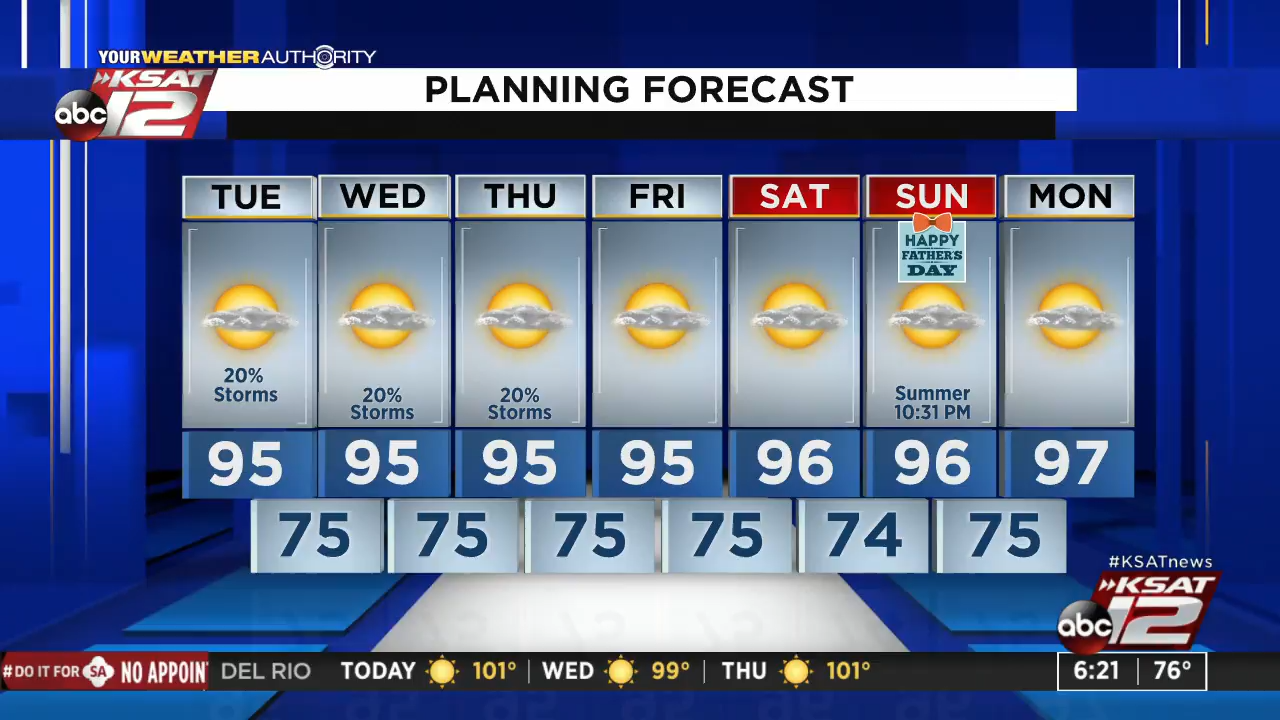 YOURWEATHERAUTHORITY
KSAT
abc 12
PLANNING FORECAST
TUE WED THU FRI SAT SUN MON
HAPPY
FATHER'S
DAY
20%
Storms
20%
Storms
20%
Storms
Summer
10:31 PM
95 95 95 95 96 96 97
75 75 75 75 74 75
#KSATnews
KSAT
abc 12
#DO IT FOR SA NO APPOIN DEL RIO TODAY 101° WED 99° THU 101° 6:21 76°